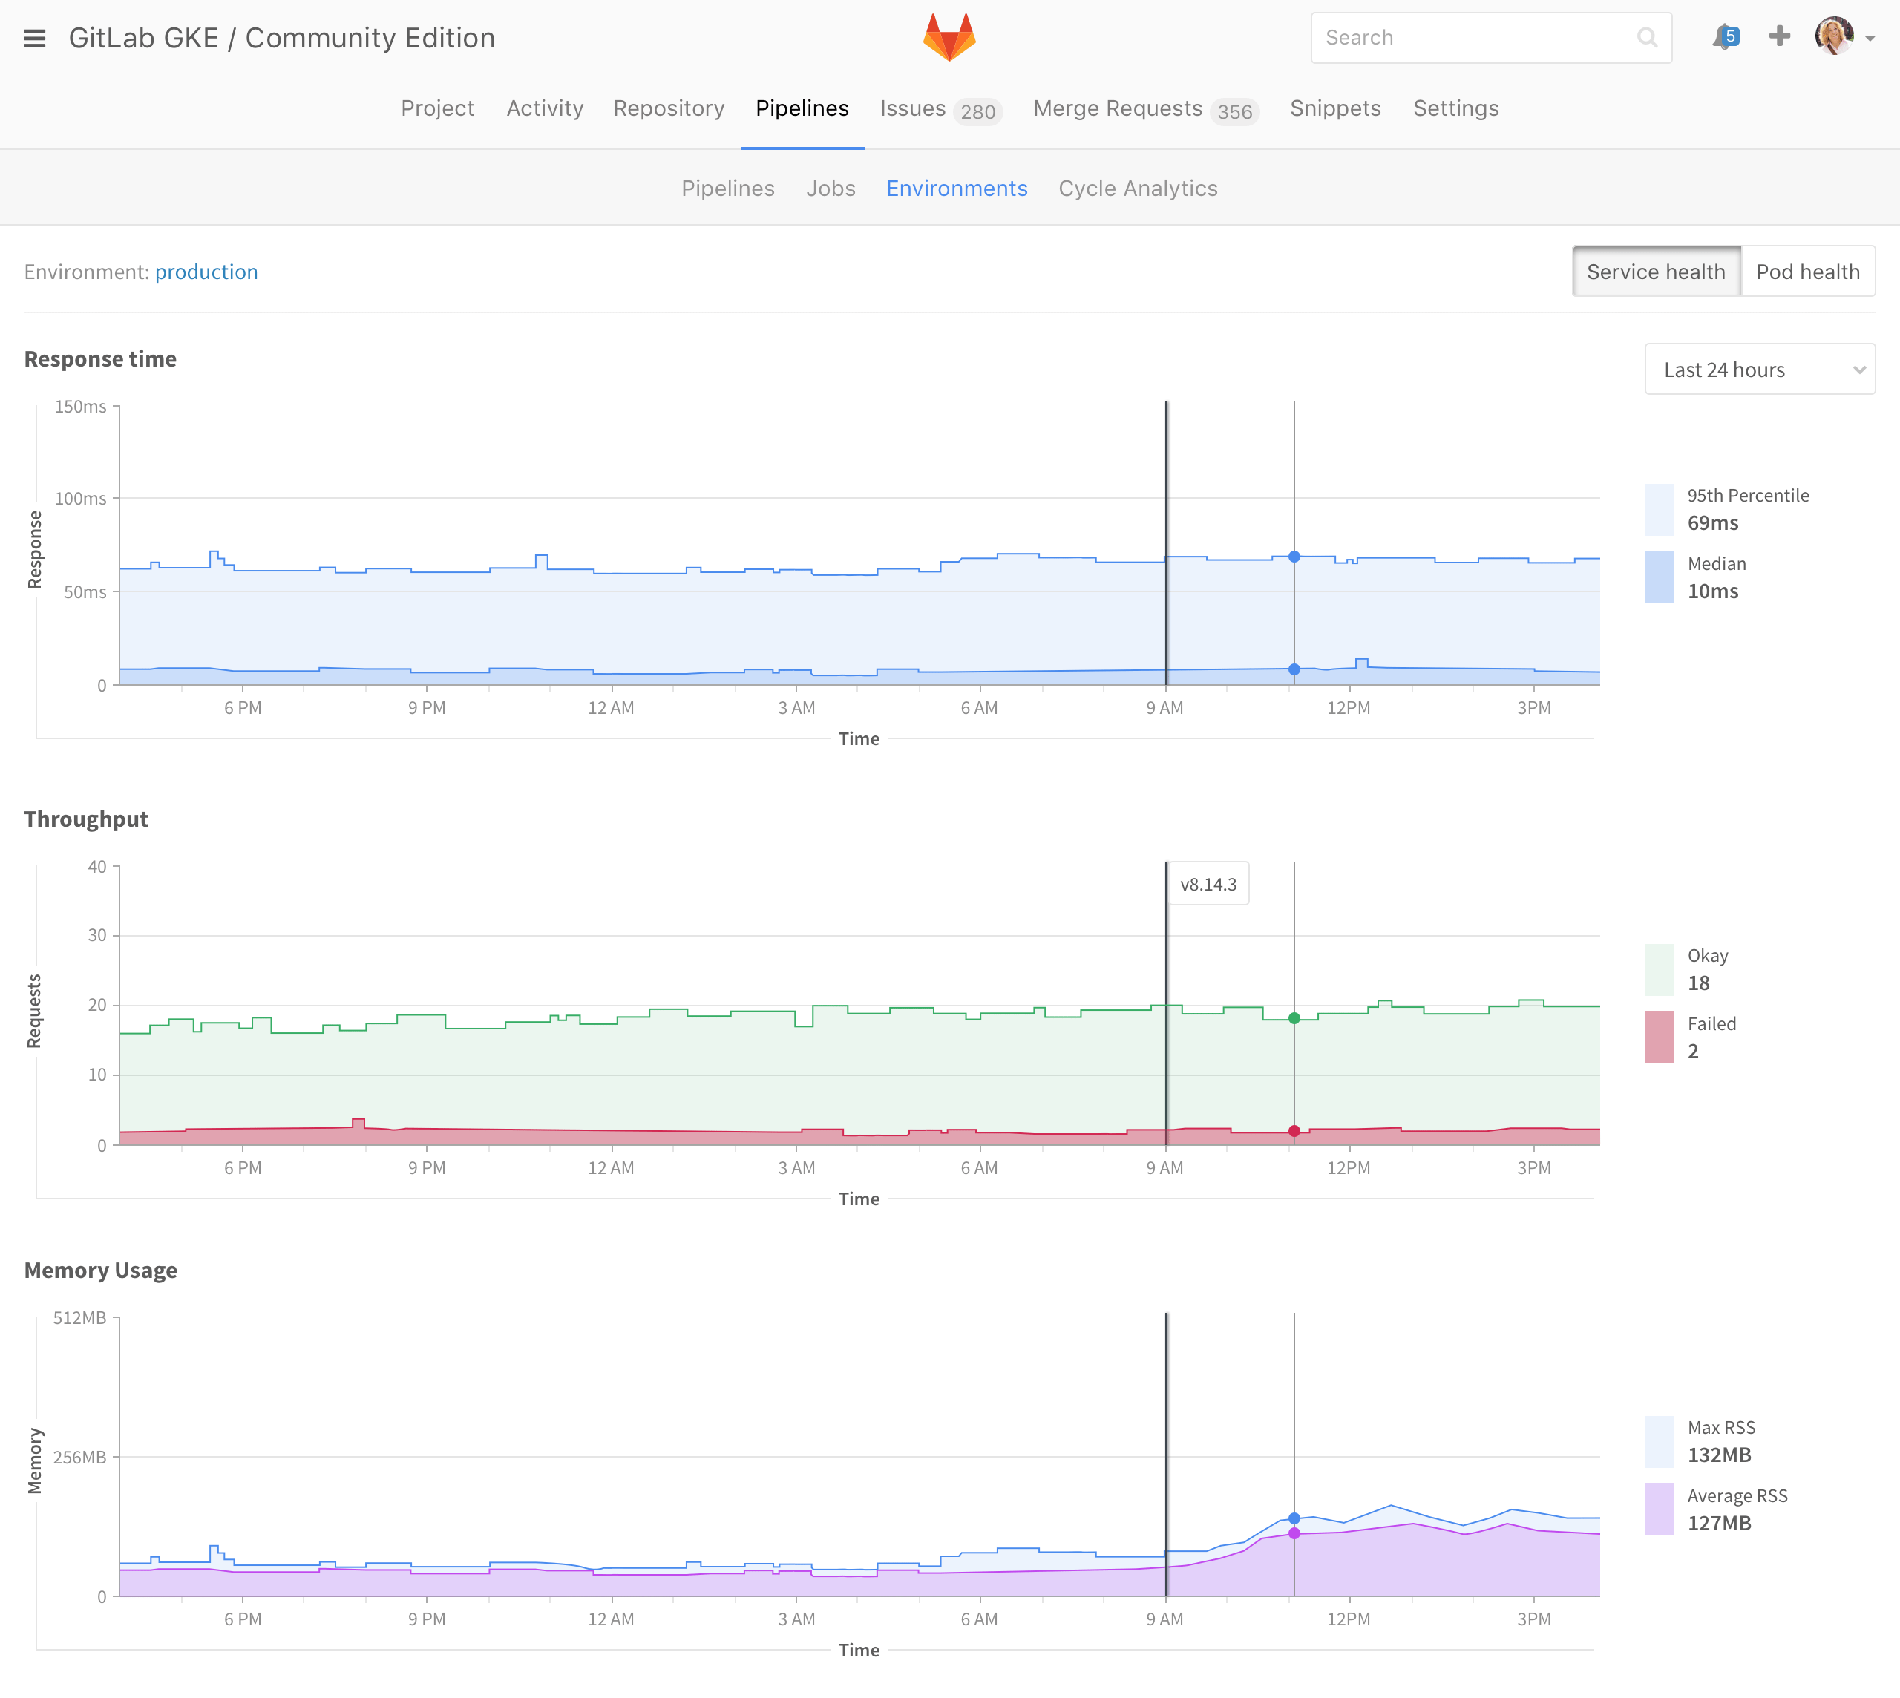 GitLab GKE / Community Edition
Search
5
Project Activity Repository Pipelines Issues 280 Merge Requests 356 Snippets Settings
Pipelines Jobs Environments Cycle Analytics
Environment: production
Service health Pod health
Response time
Last 24 hours
150ms
100ms
50ms
0
Response
6 PM 9 PM 12 AM 3 AM 6 AM 9 AM 12PM 3PM
Time
95th Percentile
69ms
Median
10ms
Throughput
40
30
20
10
0
Requests
v8.14.3
6 PM 9 PM 12 AM 3 AM 6 AM 9 AM 12PM 3PM
Time
Okay
18
Failed
2
Memory Usage
512MB
256MB
0
Memory
6 PM 9 PM 12 AM 3 AM 6 AM 9 AM 12PM 3PM
Time
Max RSS
132MB
Average RSS
127MB